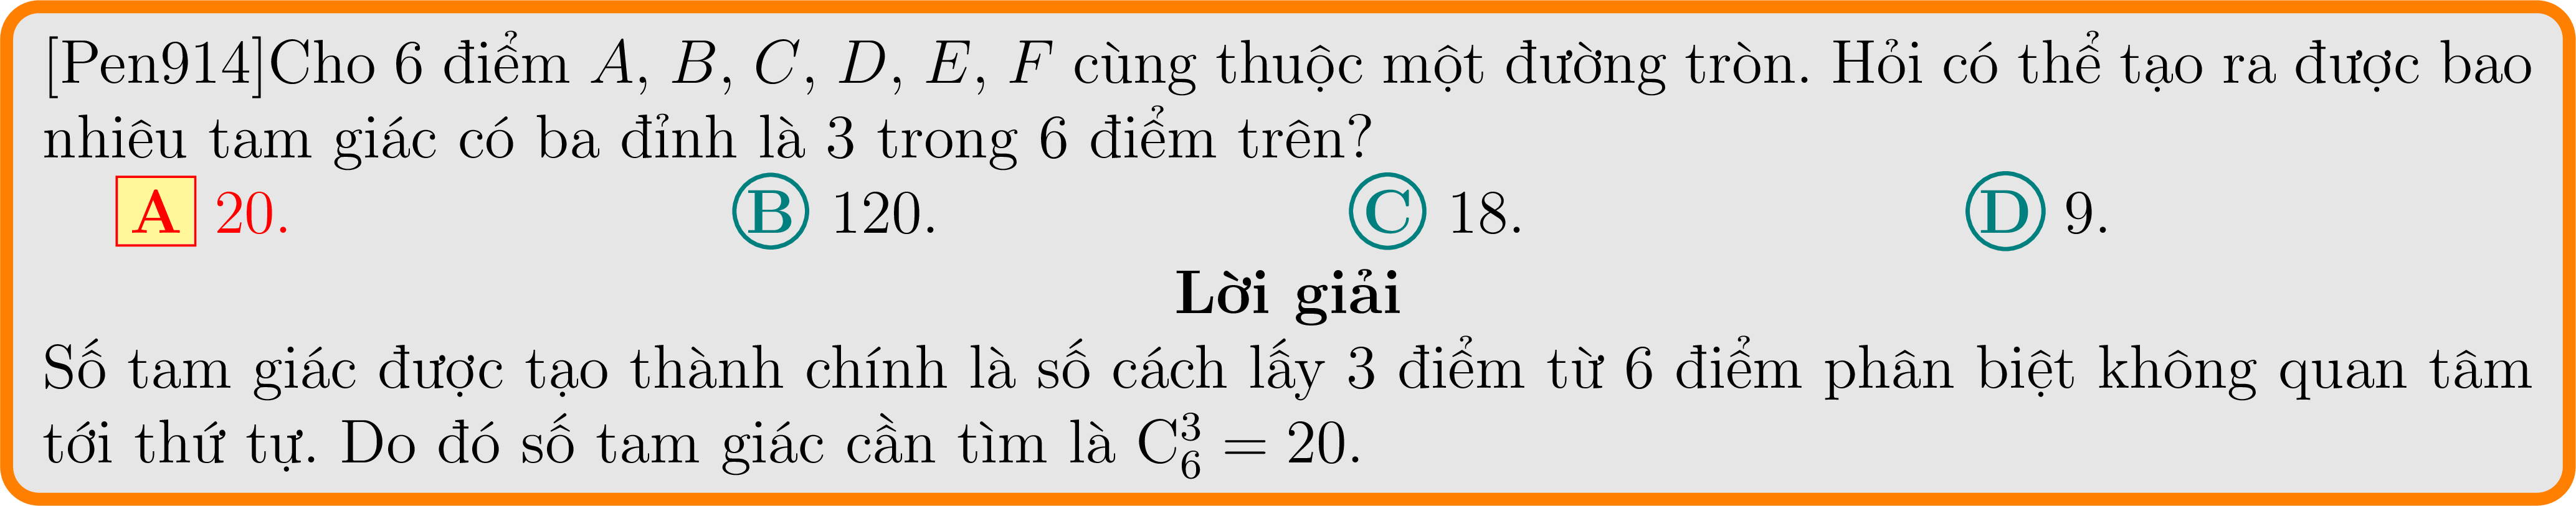 [Pen914]Cho 6 điểm A, B, C, D, E, F cùng thuộc một đường tròn. Hỏi có thể tạo ra được bao
nhiêu tam giác có ba đỉnh là 3 trong 6 điểm trên?
A 20. B 120. C 18. D 9.
Lời giải
Số tam giác được tạo thành chính là số cách lấy 3 điểm từ 6 điểm phân biệt không quan tâm
tới thứ tự. Do đó số tam giác cần tìm là C₆³ = 20.